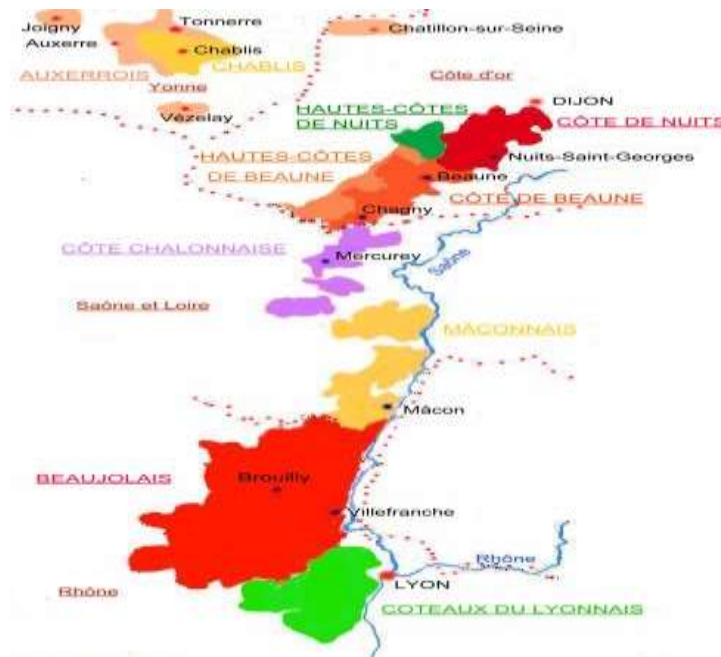 Joigny
Tonnerre
Chatillon-sur-Seine
Auxerre
Chablis
CHABLIS
AUXERROIS
Yonne
Côte d'or
Vézelay
DIJON
HAUTES-CÔTES
DE NUITS
CÔTE DE NUITS
HAUTES-CÔTES
DE BEAUNE
Nuits-Saint-Georges
Beaune
CÔTE DE BEAUNE
Chagny
CÔTE CHALONNAISE
Mercurey
Saône
Saône et Loire
MÂCONNAIS
Mâcon
BEAUJOLAIS
Brouilly
Villefranche
Rhône
Rhône
LYON
COTEAUX DU LYONNAIS